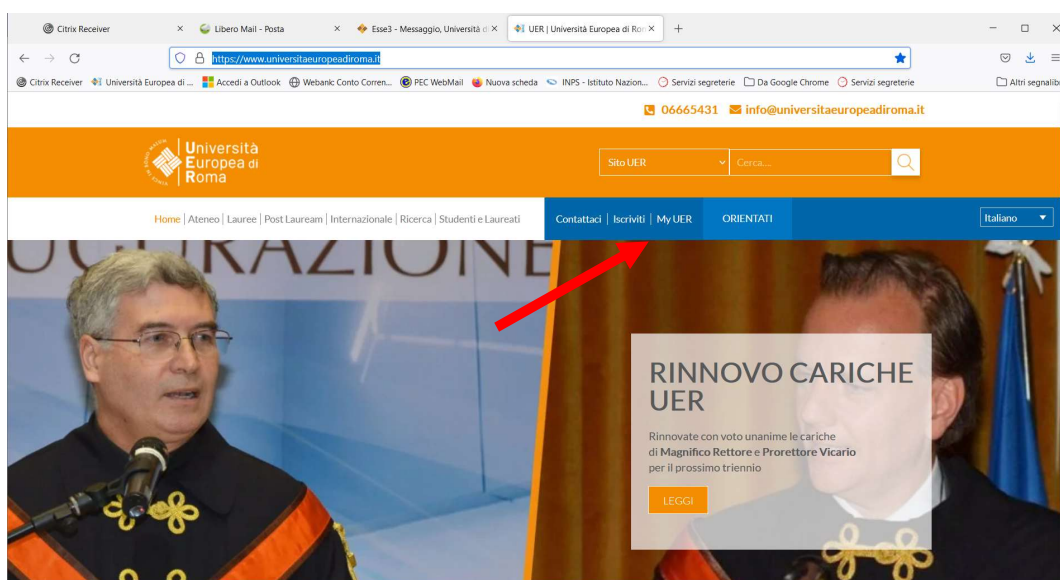 Citrix Receiver
Libero Mail - Posta
Esse3 - Messaggio, Università d
UER | Università Europea di Rom
https://www.universitaeuropeadiroma.it
Citrix Receiver
Università Europea di ...
Accedi a Outlook
Webank: Conto Corren...
PEC WebMail
Nuova scheda
INPS - Istituto Nazion...
Servizi segreterie
Da Google Chrome
Servizi segreterie
Altri segnalibr
06665431 info@universitaeuropeadiroma.it
Università
Europea di
Roma
Sito UER
Cerca...
Home | Ateneo | Lauree | Post Lauream | Internazionale | Ricerca | Studenti e Laureati
Contattaci | Iscriviti | My UER
ORIENTATI
Italiano
RINNOVO CARICHE
UER
Rinnovate con voto unanime le cariche
di Magnifico Rettore e Prorettore Vicario
per il prossimo triennio
LEGGI